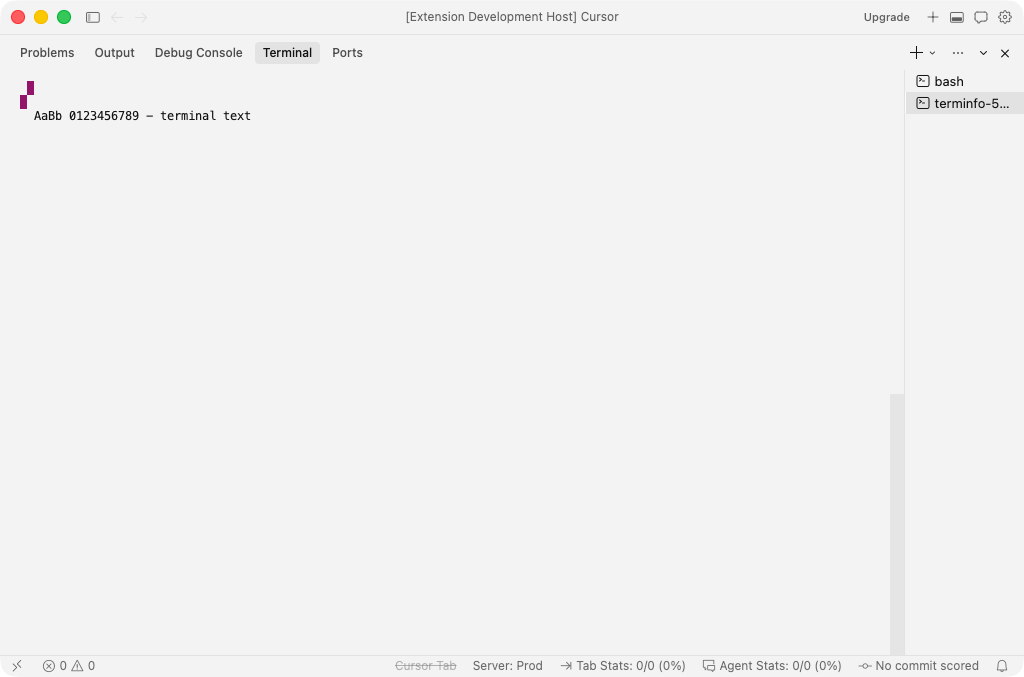 [Extension Development Host] Cursor
Upgrade
Problems Output Debug Console Terminal Ports
bash
terminfo-5...
AaBb 0123456789 — terminal text
0 0 Cursor Tab Server: Prod Tab Stats: 0/0 (0%) Agent Stats: 0/0 (0%) No commit scored